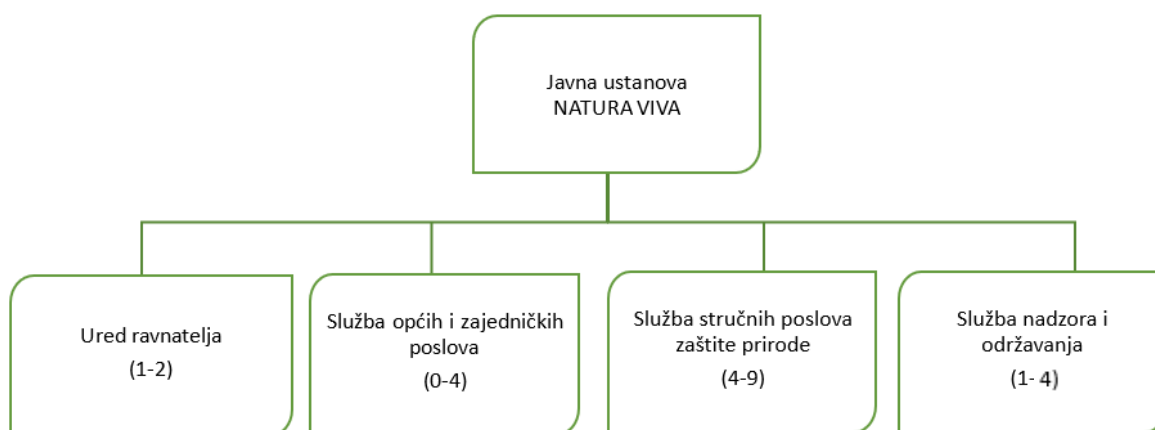 Javna ustanova
NATURA VIVA
Ured ravnatelja
(1-2)
Služba općih i zajedničkih
poslova
(0-4)
Služba stručnih poslova
zaštite prirode
(4-9)
Služba nadzora i
održavanja
(1- 4)